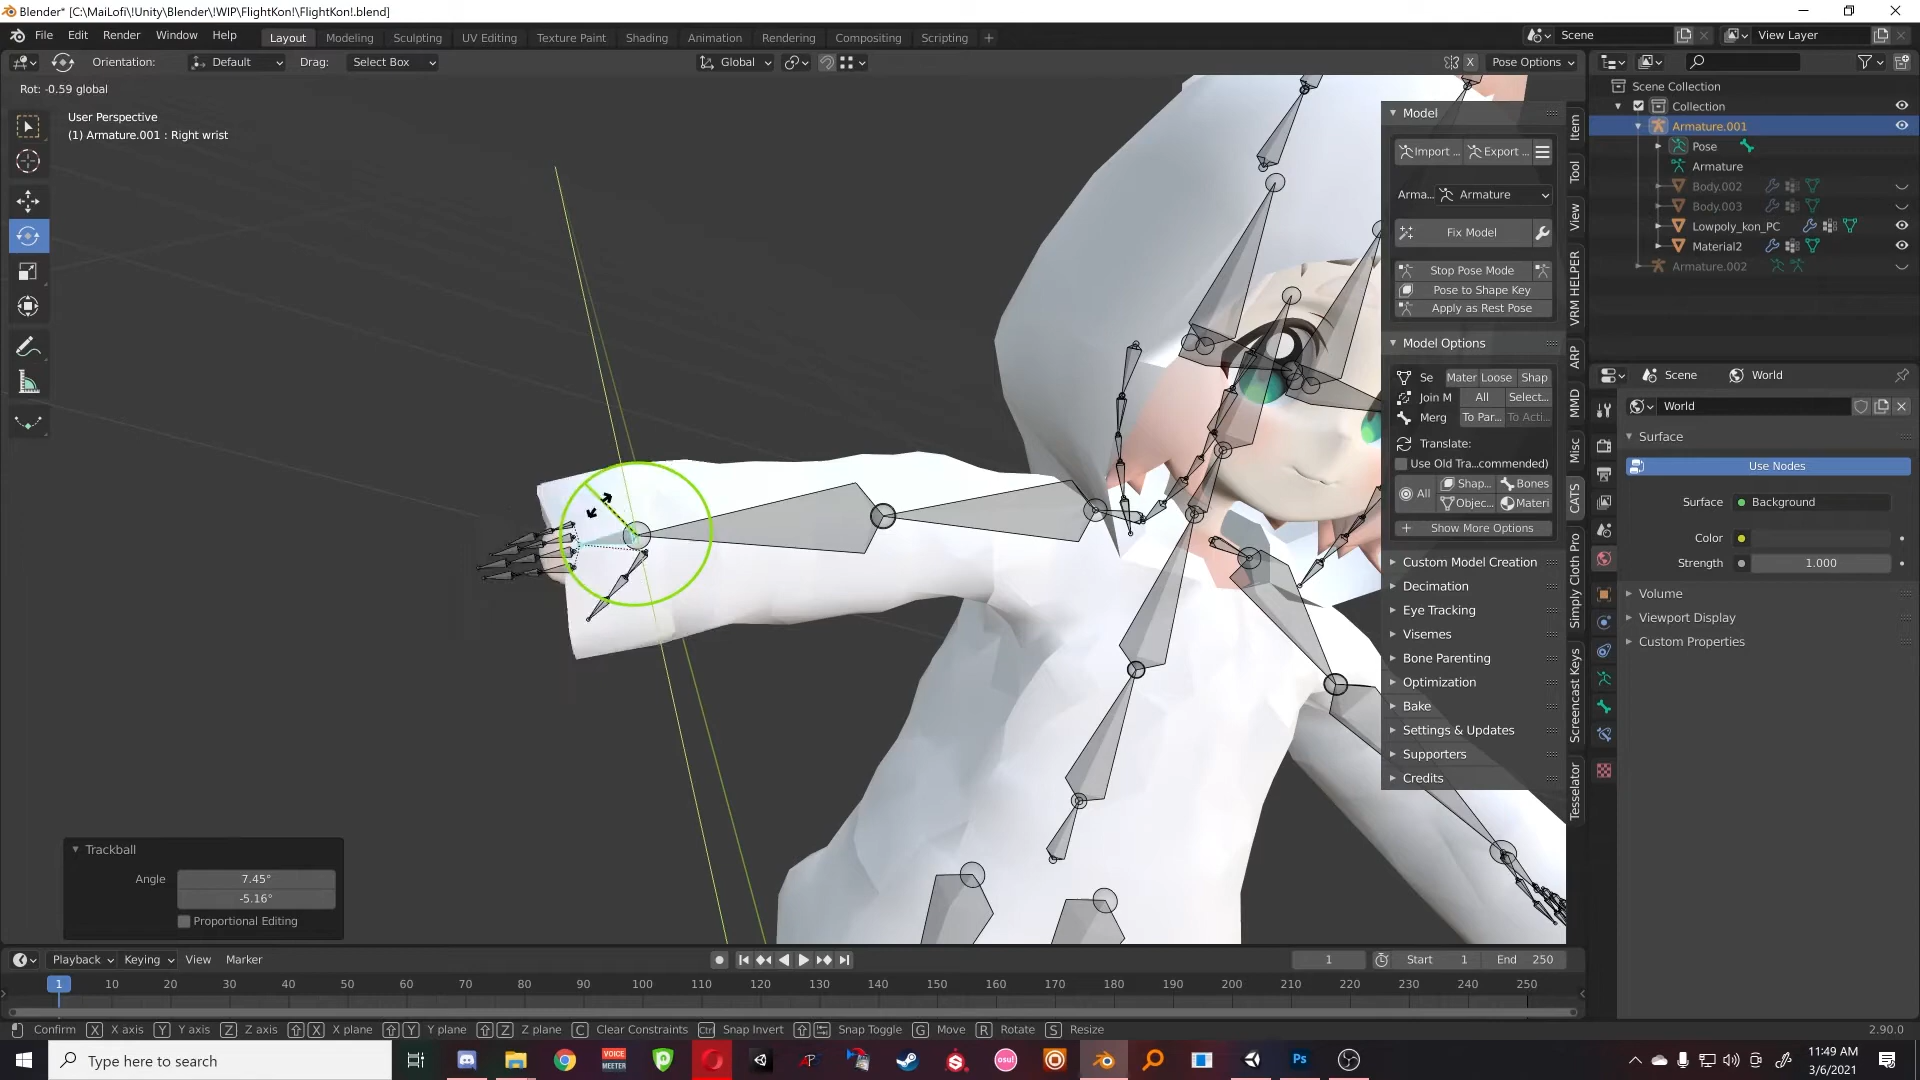 Blender* [C:\MaiLofi\!Unity\Blender\!WIP\FlightKon!\FlightKon!.blend]
File Edit Render Window Help Layout Modeling Sculpting UV Editing Texture Paint Shading Animation Rendering Compositing Scripting Scene View Layer
Orientation: Default Drag: Select Box Global X Pose Options
Rot: -0.59 global
User Perspective
(1) Armature.001 : Right wrist
Model
Import ... Export ...
Arma... Armature
Fix Model
Stop Pose Mode
Pose to Shape Key
Apply as Rest Pose
Model Options
Se Mater Loose Shap
Join M All Select...
Merg To Par... To Acti...
Translate:
Use Old Tra...commended)
All Shap... Bones
Objec... Materi
Show More Options
Custom Model Creation
Decimation
Eye Tracking
Visemes
Bone Parenting
Optimization
Bake
Settings & Updates
Supporters
Credits
Item
Tool
View
VRM HELPER
ARP
MMD
Misc
CATS
Simply Cloth Pro
Screencast Keys
Tesselator
Scene Collection
Collection
Armature.001
Pose
Armature
Body.002
Body.003
Lowpoly_kon_PC
Material2
Armature.002
Scene World
World
Surface
Use Nodes
Surface Background
Color
Strength 1.000
Volume
Viewport Display
Custom Properties
Trackball
Angle 7.45°
-5.16°
Proportional Editing
Playback Keying View Marker 1 Start 1 End 250
1 10 20 30 40 50 60 70 80 90 100 110 120 130 140 150 160 170 180 190 200 210 220 230 240 250
Confirm X X axis Y Y axis Z Z axis X X plane Y Y plane Z Z plane C Clear Constraints Ctrl Snap Invert Snap Toggle G Move R Rotate S Resize 2.90.0
Type here to search VOICE MEETER osu! Ps 11:49 AM
3/6/2021